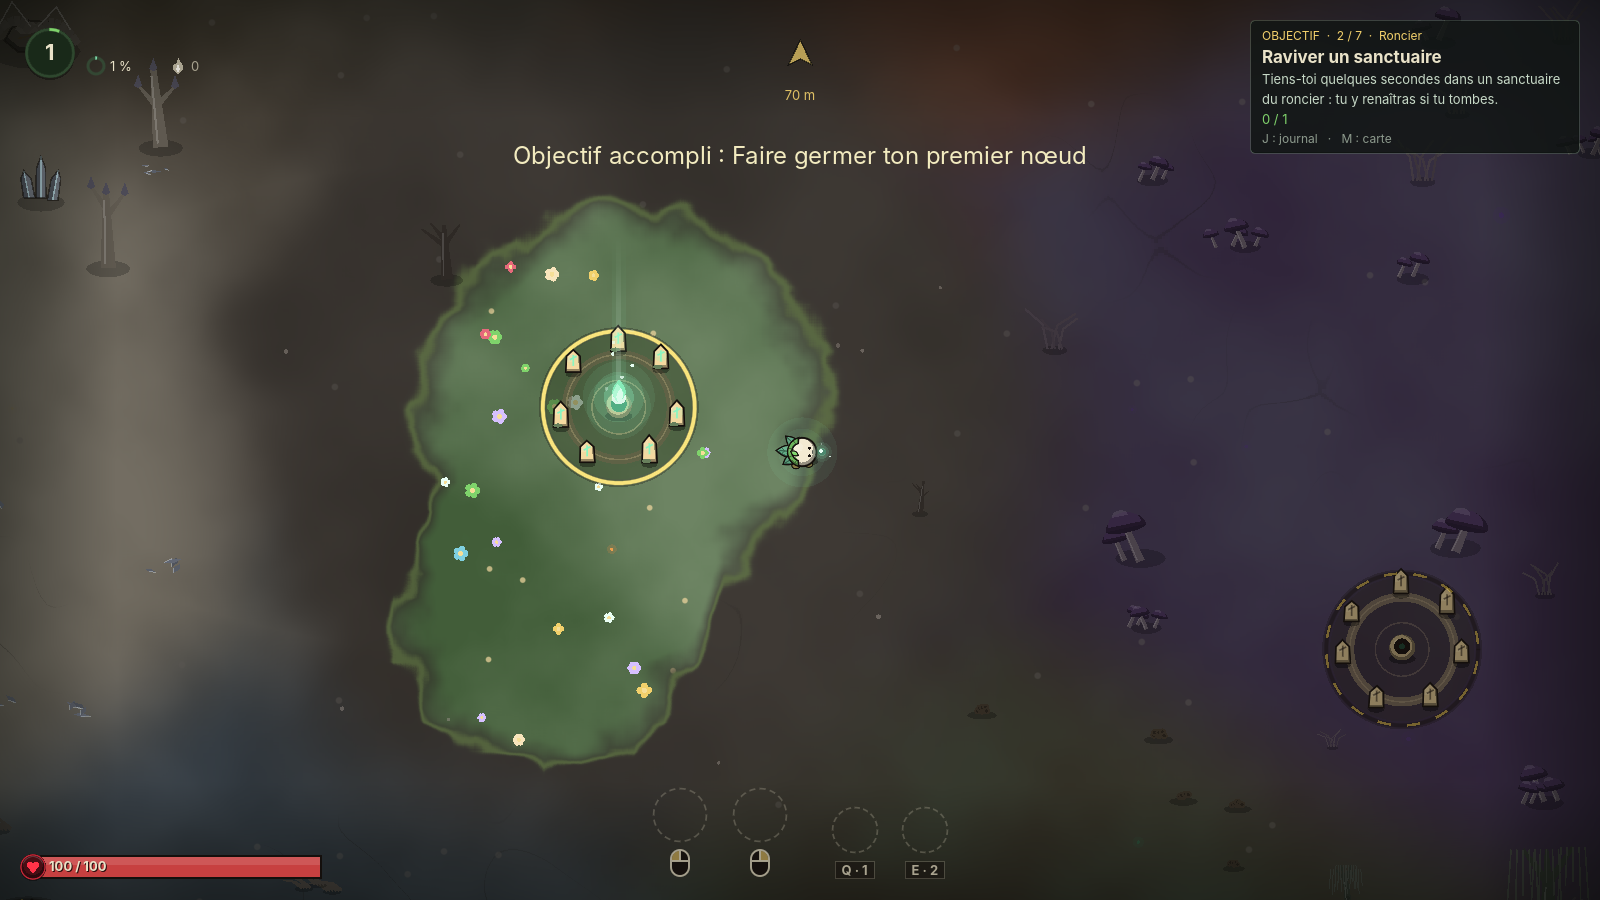 1
1 %
0
70 m
Objectif accompli : Faire germer ton premier nœud
OBJECTIF · 2 / 7 · Roncier
Raviver un sanctuaire
Tiens-toi quelques secondes dans un sanctuaire
du roncier : tu y renaîtras si tu tombes.
0 / 1
J : journal · M : carte
100 / 100
Q · 1
E · 2